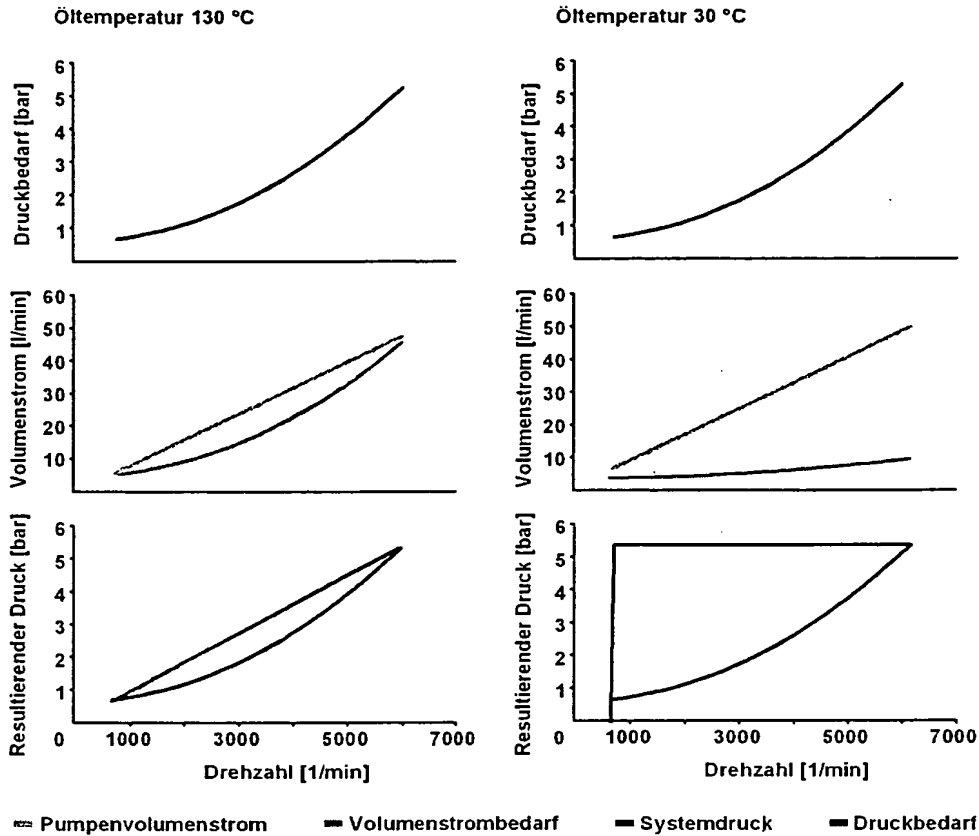 Öltemperatur 130 °C
Öltemperatur 30 °C
Druckbedarf [bar]
6
5
4
3
2
1
Druckbedarf [bar]
6
5
4
3
2
1
Volumenstrom [l/min]
60
50
40
30
20
10
Volumenstrom [l/min]
60
50
40
30
20
10
Resultierender Druck [bar]
6
5
4
3
2
1
0 1000 3000 5000 7000
Drehzahl [1/min]
Resultierender Druck [bar]
6
5
4
3
2
1
0 1000 3000 5000 7000
Drehzahl [1/min]
Pumpenvolumenstrom Volumenstrombedarf Systemdruck Druckbedarf